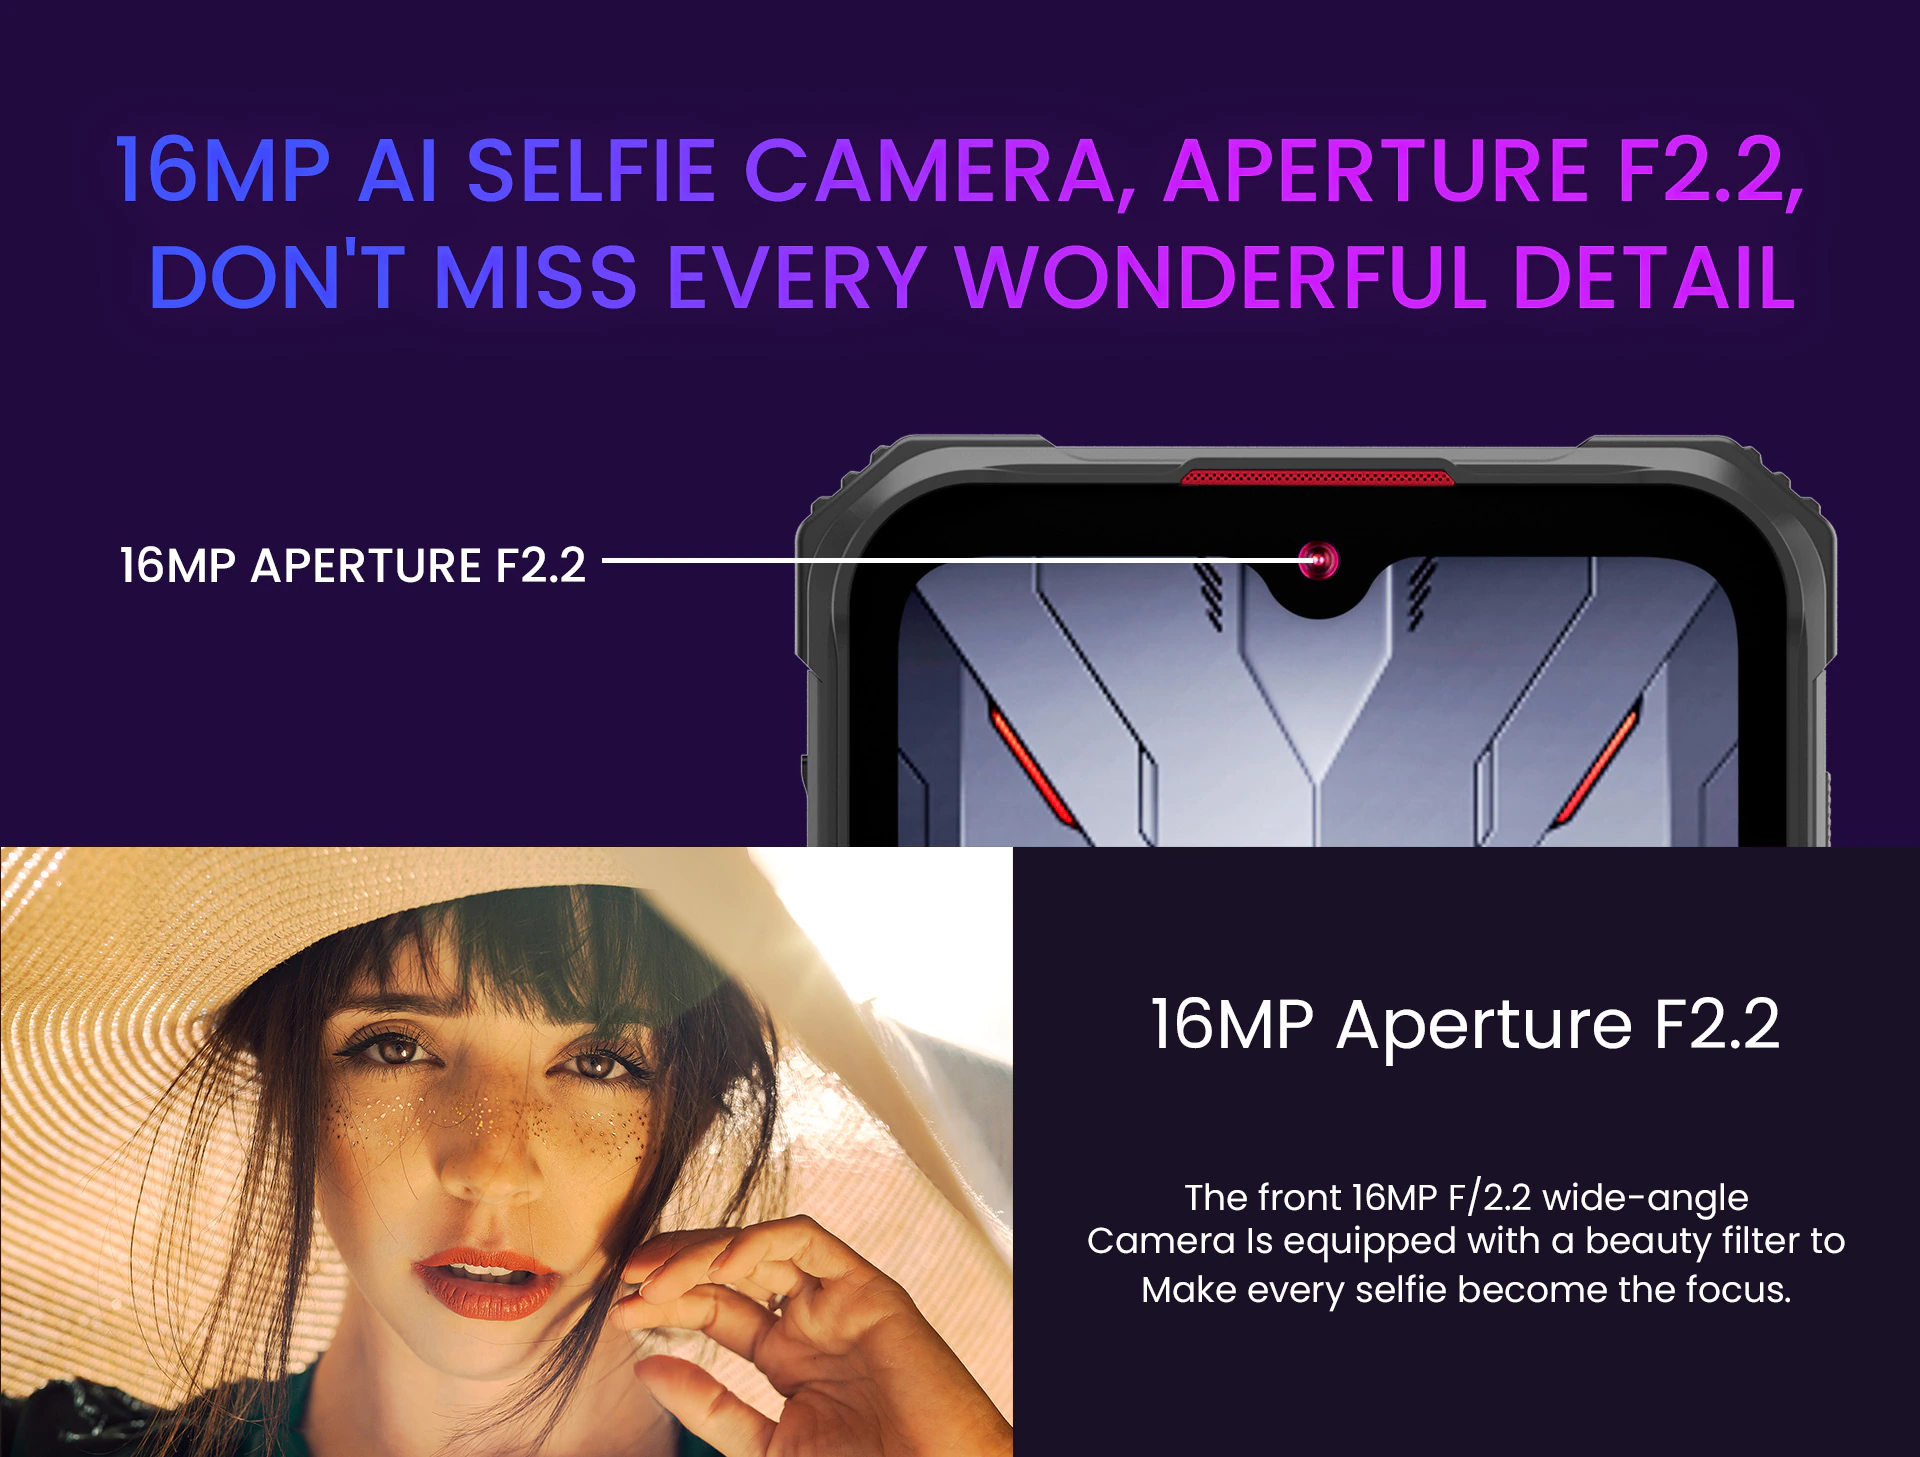 16MP AI SELFIE CAMERA, APERTURE F2.2,
DON'T MISS EVERY WONDERFUL DETAIL
16MP APERTURE F2.2
16MP Aperture F2.2
The front 16MP F/2.2 wide-angle
Camera Is equipped with a beauty filter to
Make every selfie become the focus.